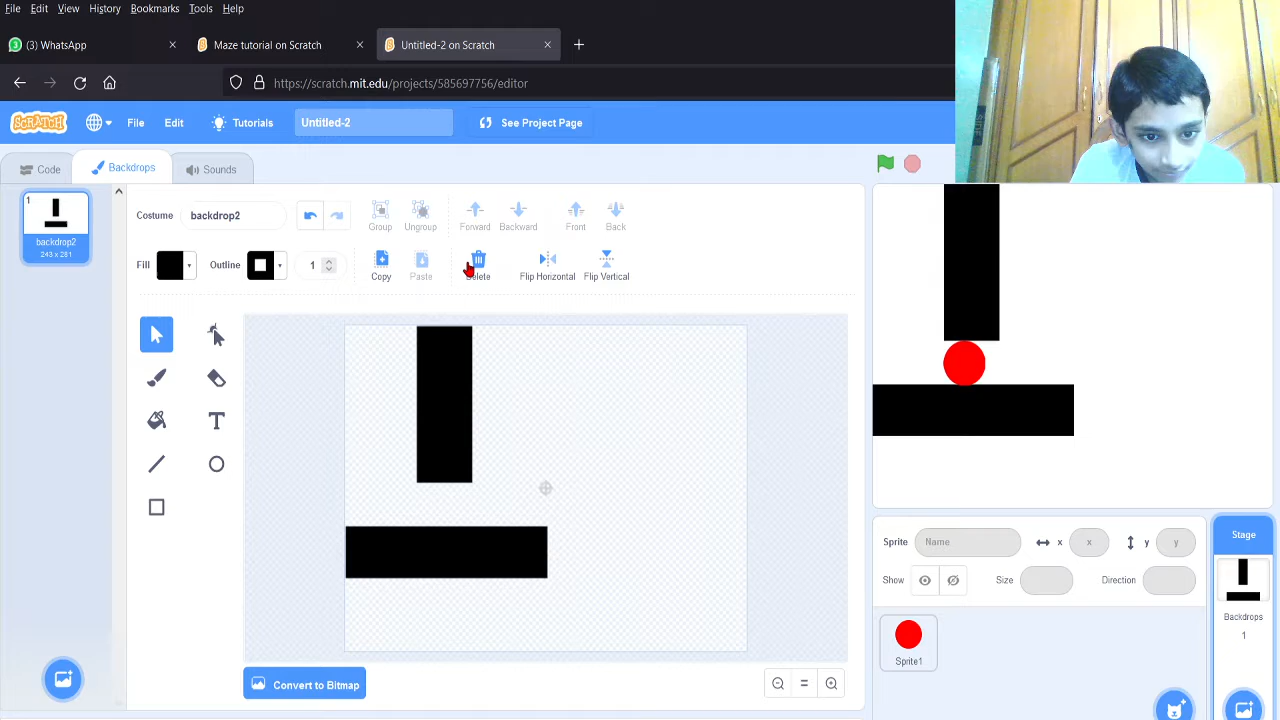 File Edit View History Bookmarks Tools Help
3 (3) WhatsApp Maze tutorial on Scratch Untitled-2 on Scratch
https://scratch.mit.edu/projects/585697756/editor
SCRATCH File Edit Tutorials Untitled-2 See Project Page
Code Backdrops Sounds
1 backdrop2 243 x 281
Costume backdrop2 Group Ungroup Forward Backward Front Back
Fill Outline 1 Copy Paste Delete Flip Horizontal Flip Vertical
T
Convert to Bitmap
Sprite Name x x y y
Show Size Direction
Sprite1
Stage
Backdrops
1